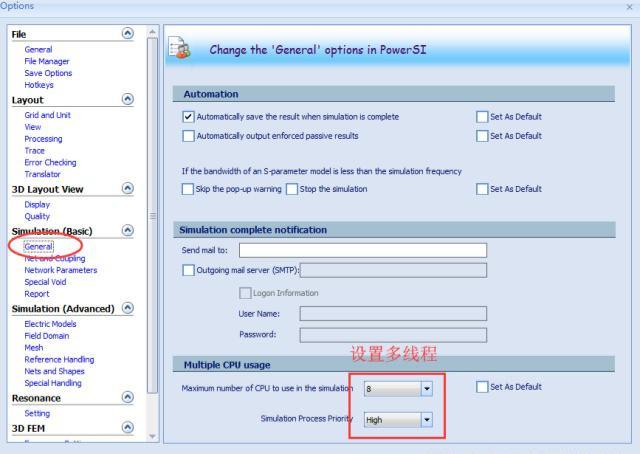 Options
File
General
File Manager
Save Options
Hotkeys
Layout
Grid and Unit
View
Processing
Trace
Error Checking
Translator
3D Layout View
Display
Quality
Simulation (Basic)
General
Net and Coupling
Network Parameters
Special Void
Report
Simulation (Advanced)
Electric Models
Field Domain
Mesh
Reference Handling
Nets and Shapes
Special Handling
Resonance
Setting
3D FEM
Change the 'General' options in PowerSI
Automation
Automatically save the result when simulation is complete Set As Default
Automatically output enforced passive results Set As Default
If the bandwidth of an S-parameter model is less than the simulation frequency
Skip the pop-up warning Stop the simulation Set As Default
Simulation complete notification
Send mail to:
Outgoing mail server (SMTP):
Logon Information
User Name:
Password:
设置多线程
Multiple CPU usage
Maximum number of CPU to use in the simulation 8 Set As Default
Simulation Process Priority High